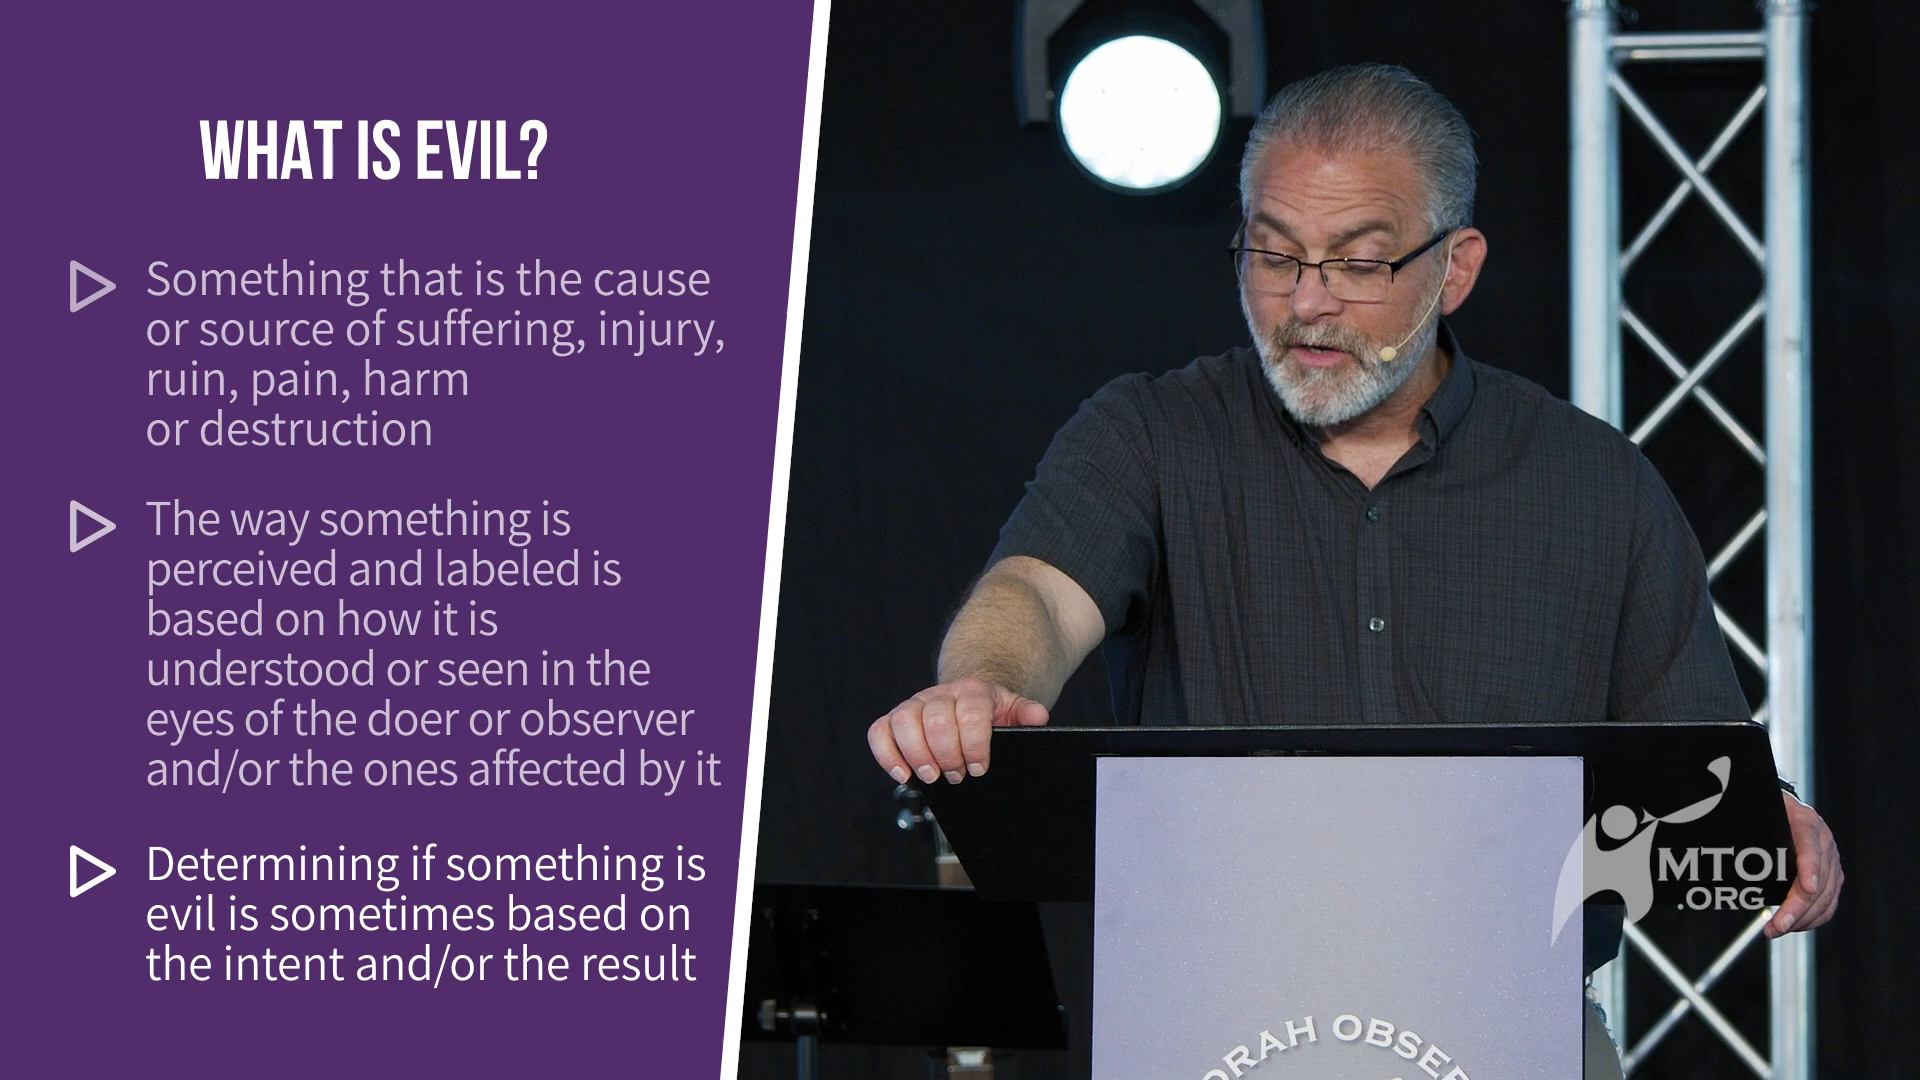 WHAT IS EVIL?
Something that is the cause
or source of suffering, injury,
ruin, pain, harm
or destruction
The way something is
perceived and labeled is
based on how it is
understood or seen in the
eyes of the doer or observer
and/or the ones affected by it
Determining if something is
evil is sometimes based on
the intent and/or the result
MTOI
.ORG